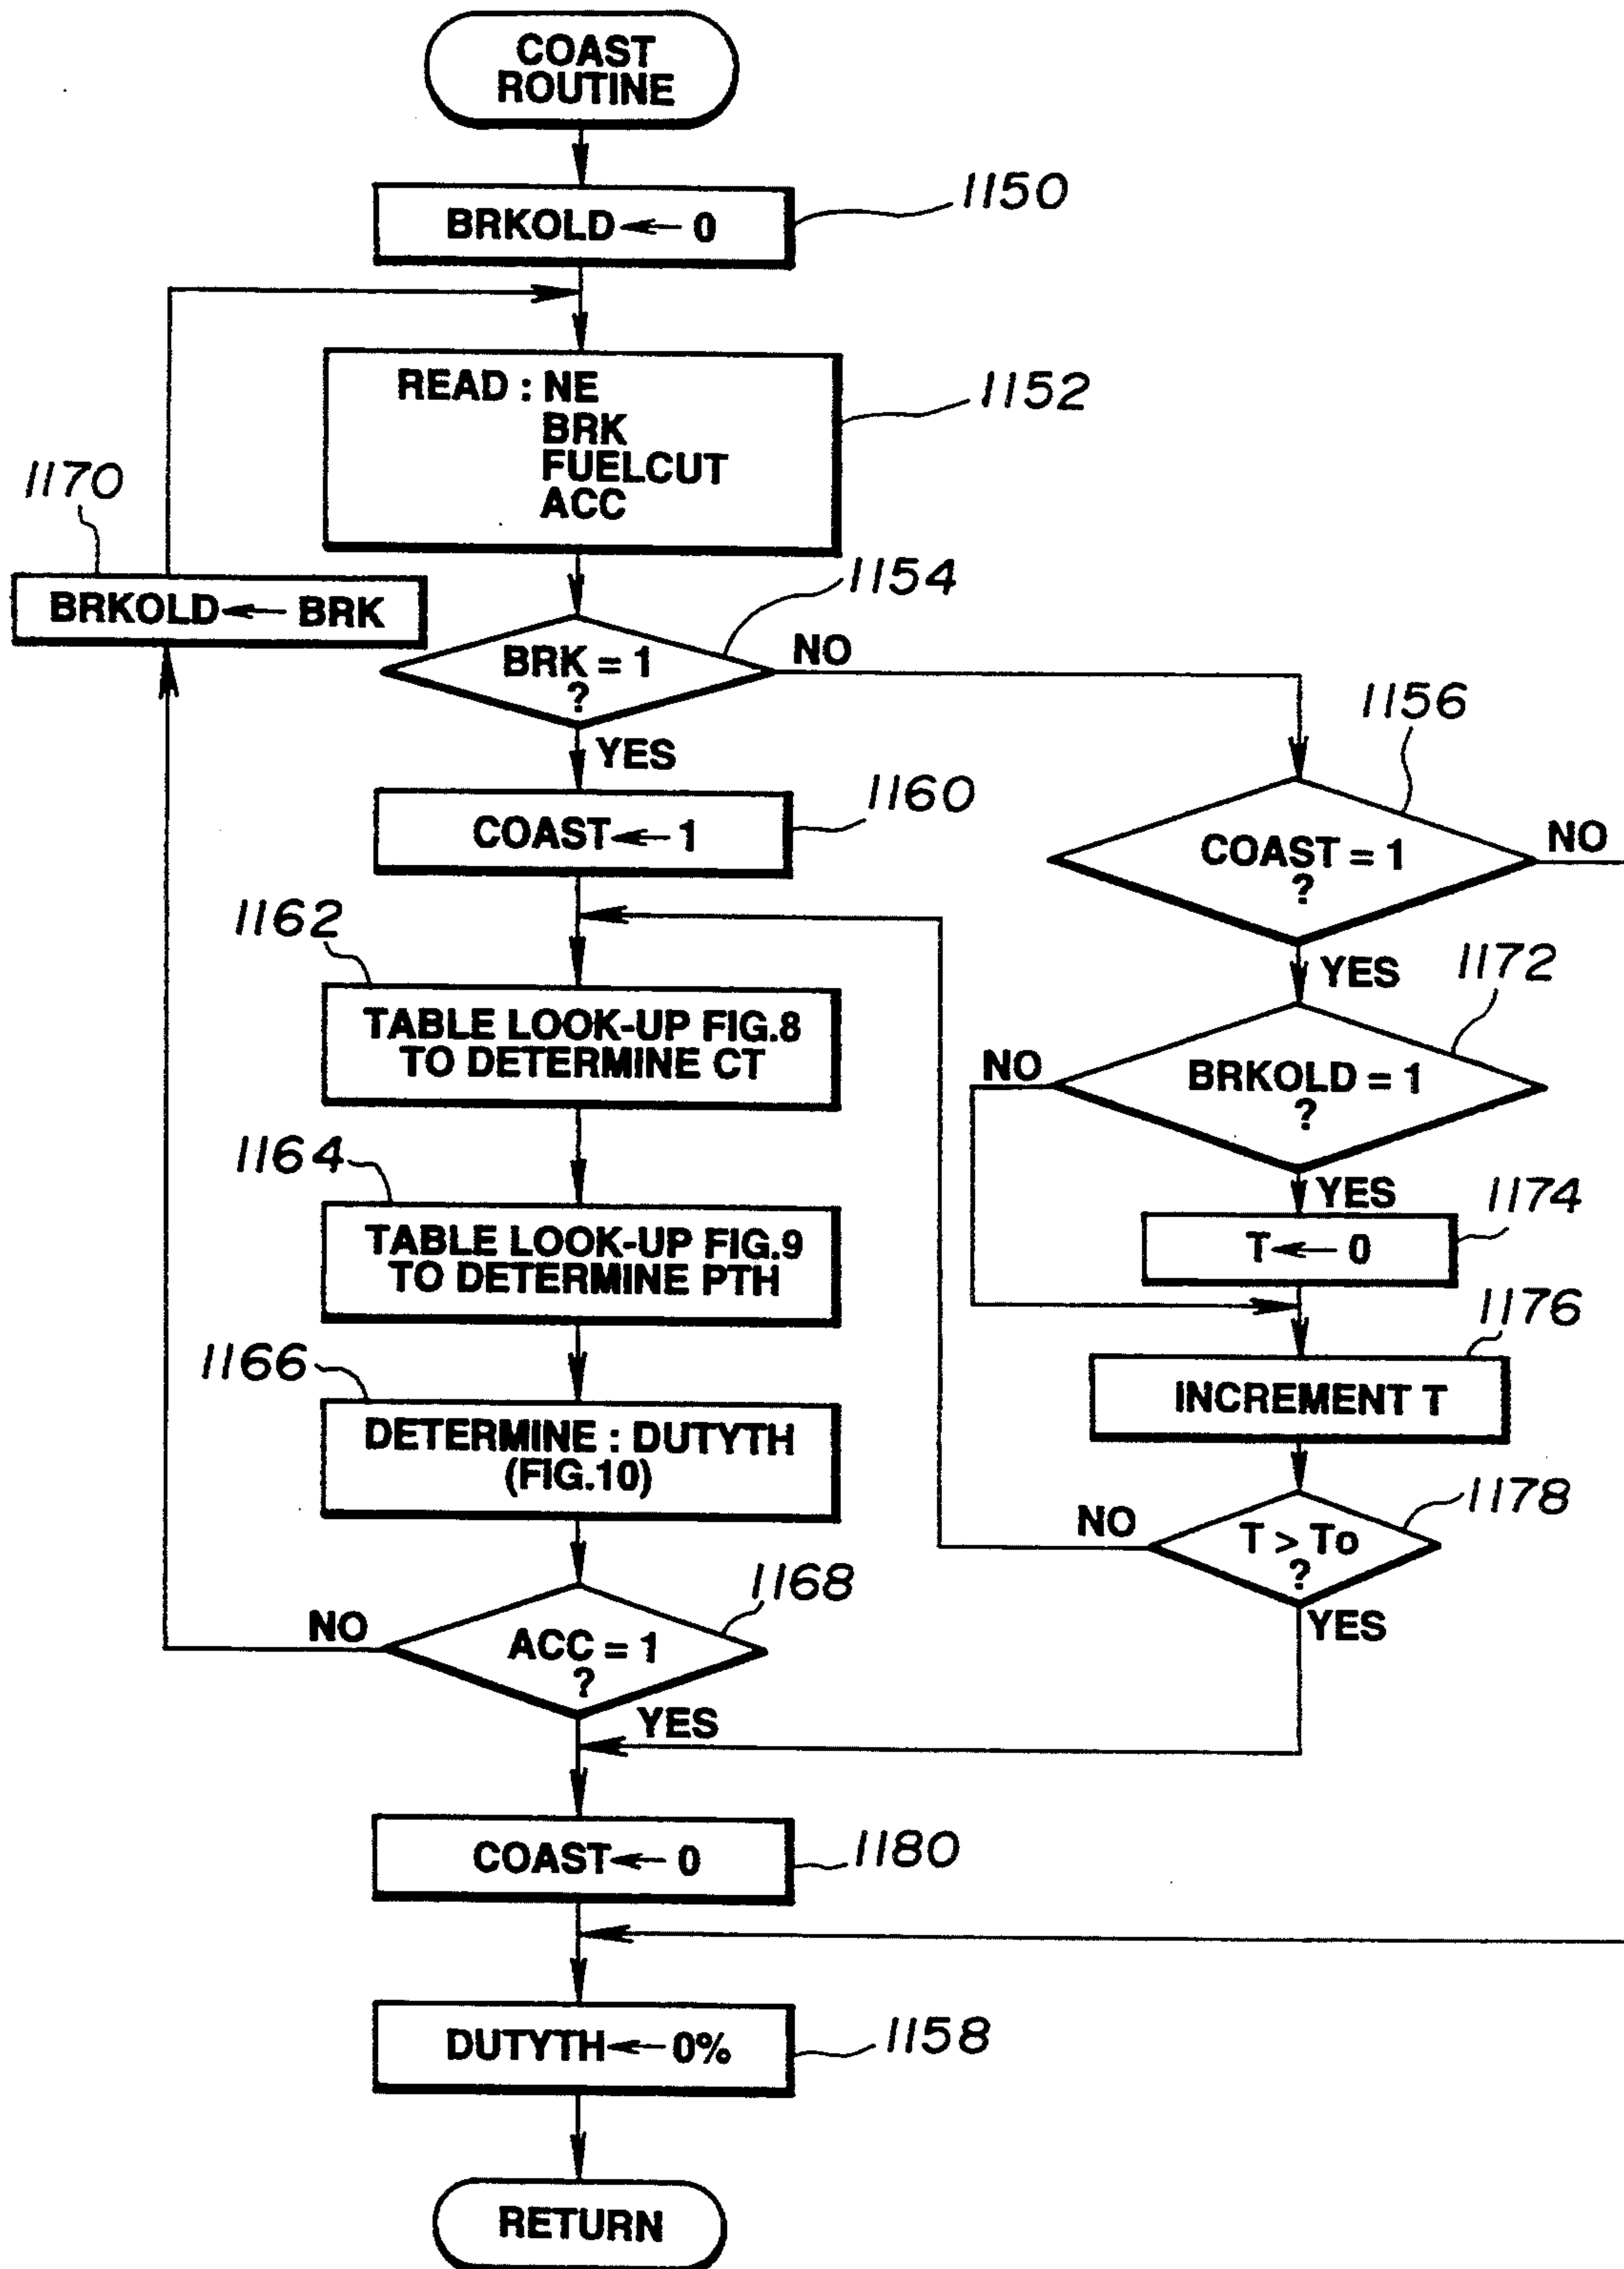 COAST
ROUTINE
1150
BRKOLD ← 0
1152
READ : NE
BRK
FUELCUT
ACC
1170
BRKOLD ← BRK
1154
BRK = 1
?
NO
YES
1156
COAST = 1
?
NO
YES
1160
COAST ← 1
1162
TABLE LOOK-UP FIG.8
TO DETERMINE CT
1172
BRKOLD = 1
?
NO
YES
1164
TABLE LOOK-UP FIG.9
TO DETERMINE PTH
1174
T ← 0
1176
INCREMENT T
1166
DETERMINE : DUTYTH
(FIG.10)
1178
T > To
?
NO
YES
1168
ACC = 1
?
NO
YES
1180
COAST ← 0
1158
DUTYTH ← 0%
RETURN